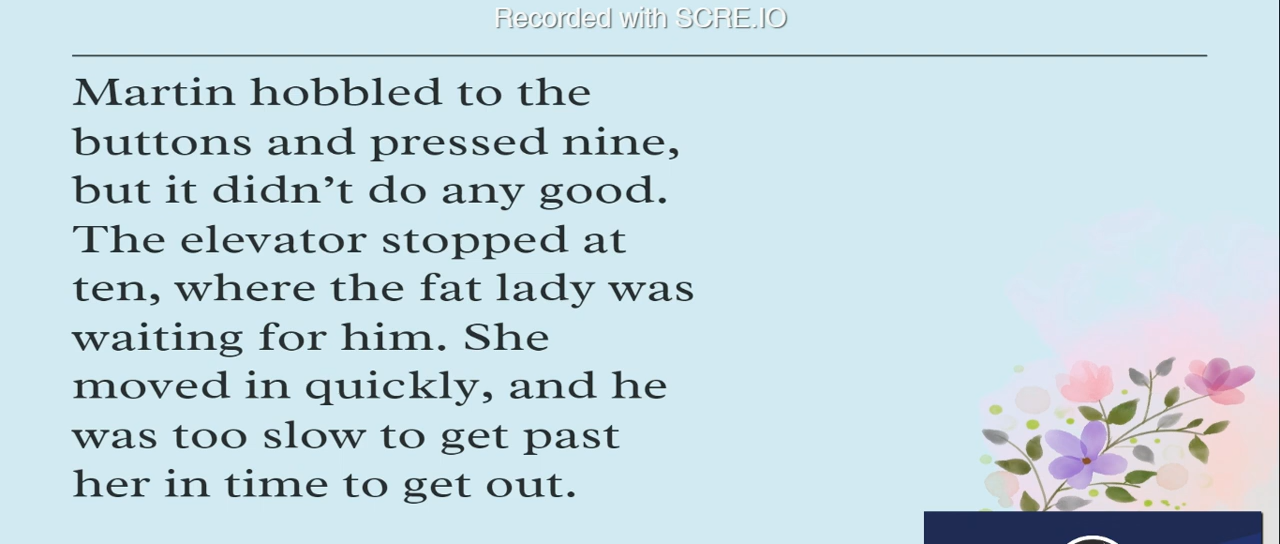 Recorded with SCRE.IO
Martin hobbled to the
buttons and pressed nine,
but it didn’t do any good.
The elevator stopped at
ten, where the fat lady was
waiting for him. She
moved in quickly, and he
was too slow to get past
her in time to get out.